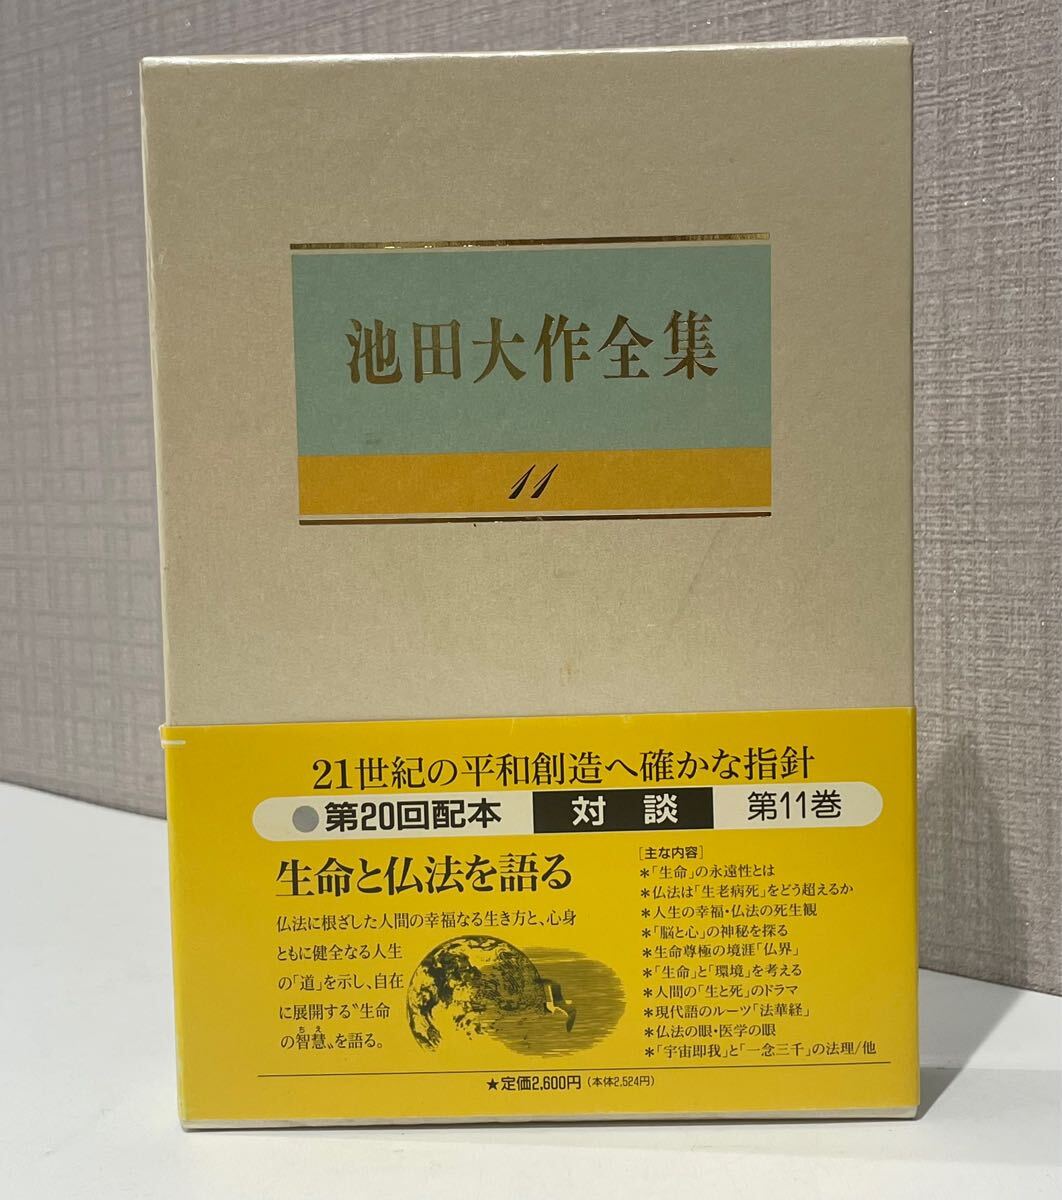 池田大作全集
11
21世紀の平和創造へ確かな指針
●第20回配本 対談 第11巻
生命と仏法を語る
仏法に根ざした人間の幸福なる生き方と、心身
ともに健全なる人生
の「道」を示し、自在
に展開する〝生命
の智慧〟を語る。
ちえ
[主な内容]
*「生命」の永遠性とは
*仏法は「生老病死」をどう超えるか
*人生の幸福・仏法の死生観
*「脳と心」の神秘を探る
*生命尊極の境涯「仏界」
*「生命」と「環境」を考える
*人間の「生と死」のドラマ
*現代語のルーツ「法華経」
*仏法の眼・医学の眼
*「宇宙即我」と「一念三千」の法理/他
★定価2,600円(本体2,524円)